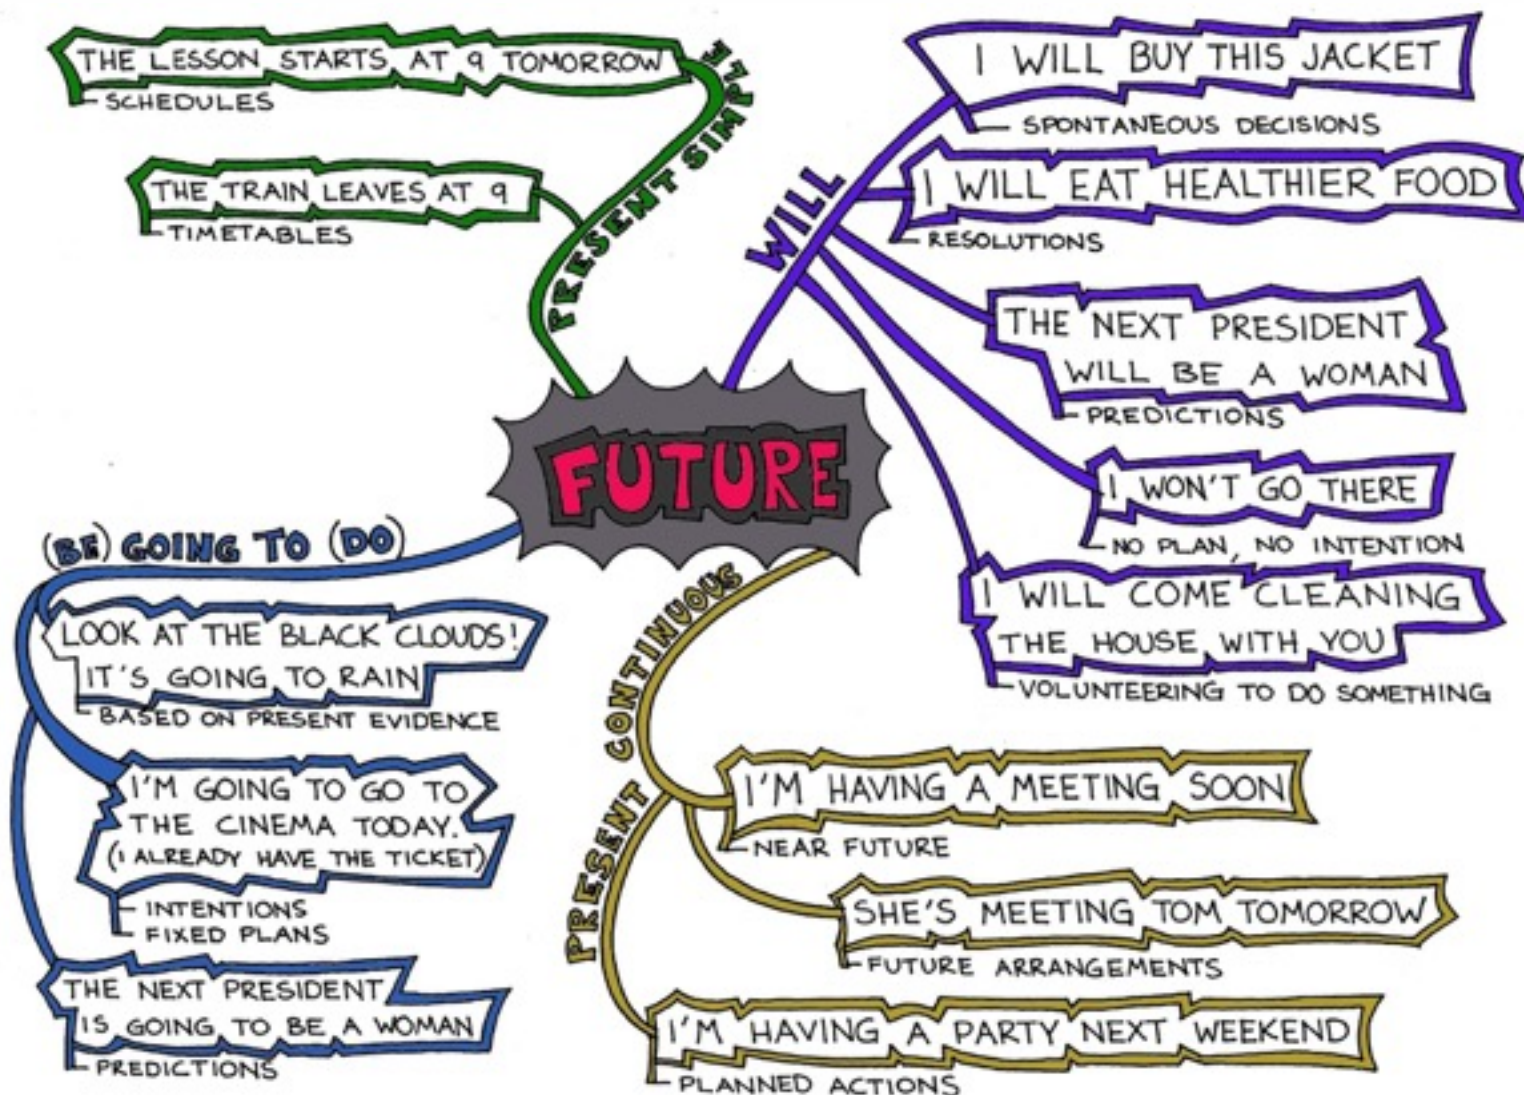 FUTURE
PRESENT SIMPLE
THE LESSON STARTS AT 9 TOMORROW
SCHEDULES
THE TRAIN LEAVES AT 9
TIMETABLES
WILL
I WILL BUY THIS JACKET
SPONTANEOUS DECISIONS
I WILL EAT HEALTHIER FOOD
RESOLUTIONS
THE NEXT PRESIDENT
WILL BE A WOMAN
PREDICTIONS
I WON'T GO THERE
NO PLAN, NO INTENTION
I WILL COME CLEANING
THE HOUSE WITH YOU
VOLUNTEERING TO DO SOMETHING
(BE) GOING TO (DO)
LOOK AT THE BLACK CLOUDS!
IT'S GOING TO RAIN
BASED ON PRESENT EVIDENCE
I'M GOING TO GO TO
THE CINEMA TODAY.
(I ALREADY HAVE THE TICKET)
INTENTIONS
FIXED PLANS
THE NEXT PRESIDENT
IS GOING TO BE A WOMAN
PREDICTIONS
PRESENT CONTINUOUS
I'M HAVING A MEETING SOON
NEAR FUTURE
SHE'S MEETING TOM TOMORROW
FUTURE ARRANGEMENTS
I'M HAVING A PARTY NEXT WEEKEND
PLANNED ACTIONS